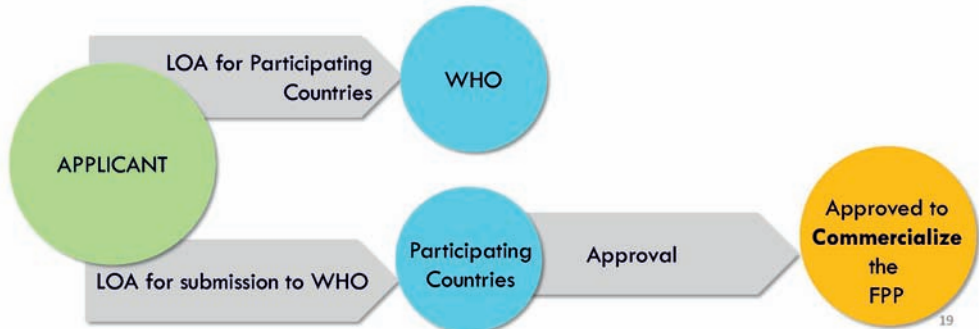 LOA for Participating
Countries
WHO
APPLICANT
LOA for submission to WHO
Participating
Countries
Approval
Approved to
Commercialize
the
FPP
19